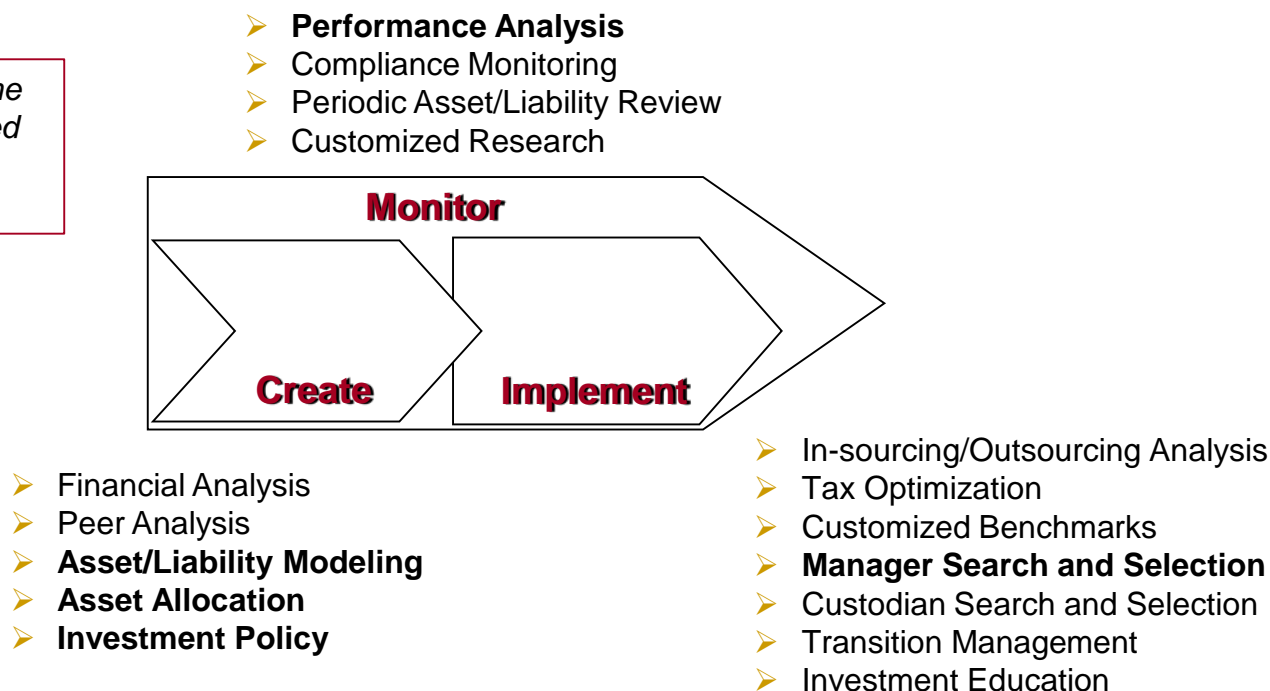 Performance Analysis
Compliance Monitoring
Periodic Asset/Liability Review
Customized Research
Monitor
Create
Implement
Financial Analysis
Peer Analysis
Asset/Liability Modeling
Asset Allocation
Investment Policy
In-sourcing/Outsourcing Analysis
Tax Optimization
Customized Benchmarks
Manager Search and Selection
Custodian Search and Selection
Transition Management
Investment Education